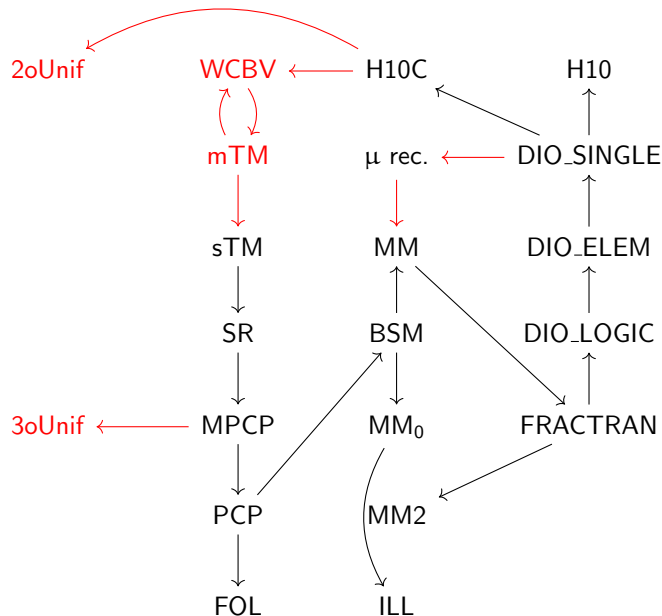 2oUnif WCBV H10C H10
mTM μ rec. DIO_SINGLE
sTM MM DIO_ELEM
SR BSM DIO_LOGIC
3oUnif MPCP MM₀ FRACTRAN
PCP MM2
FOL ILL